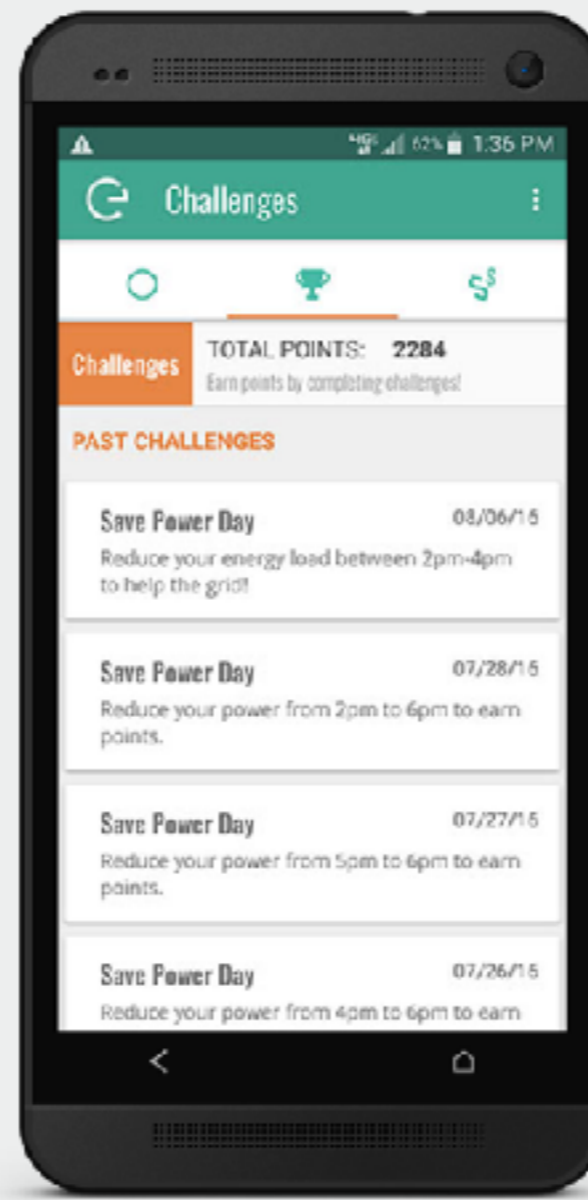 4G 62% 1:36 PM
Challenges
Challenges
TOTAL POINTS: 2284
Earn points by completing challenges!
PAST CHALLENGES
Save Power Day 08/06/15
Reduce your energy load between 2pm-4pm
to help the grid!
Save Power Day 07/28/15
Reduce your power from 2pm to 6pm to earn
points.
Save Power Day 07/27/15
Reduce your power from 5pm to 6pm to earn
points.
Save Power Day 07/26/15
Reduce your power from 4pm to 6pm to earn